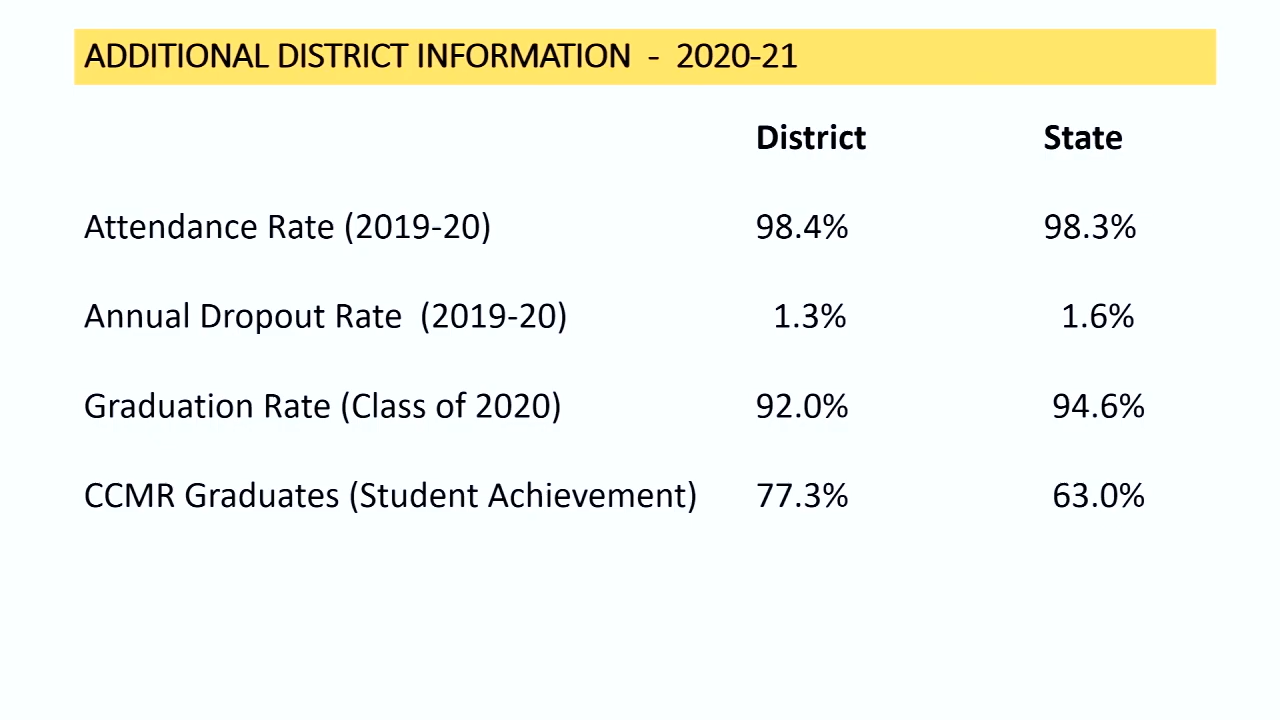 ADDITIONAL DISTRICT INFORMATION - 2020-21
District State
Attendance Rate (2019-20) 98.4% 98.3%
Annual Dropout Rate (2019-20) 1.3% 1.6%
Graduation Rate (Class of 2020) 92.0% 94.6%
CCMR Graduates (Student Achievement) 77.3% 63.0%